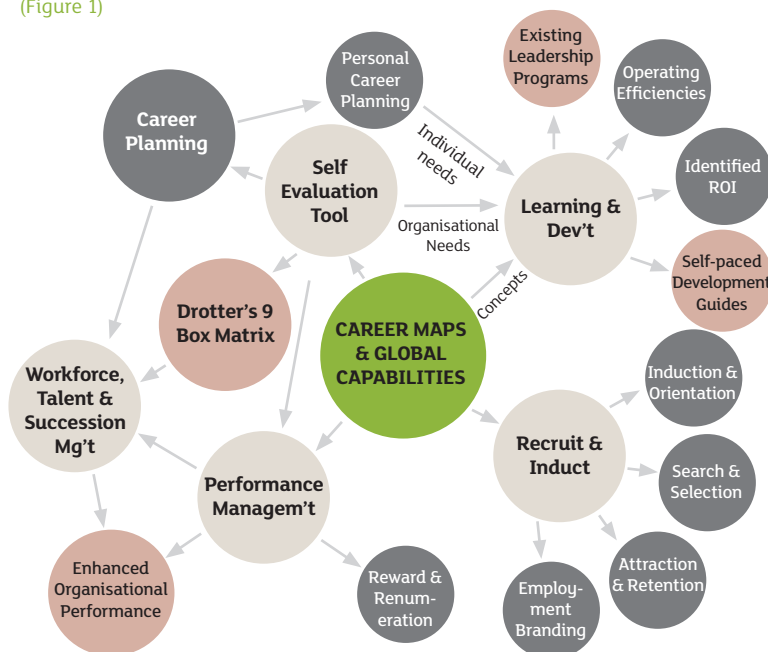 (Figure 1)
Existing
Leadership
Programs
Personal
Career
Planning
Operating
Efficiencies
Career
Planning
Individual
needs
Self
Evaluation
Tool
Identified
ROI
Learning &
Dev't
Organisational
Needs
Self-paced
Development
Guides
Concepts
Drotter's 9
Box Matrix
CAREER MAPS
& GLOBAL
CAPABILITIES
Induction &
Orientation
Workforce,
Talent &
Succession
Mg't
Recruit &
Induct
Search &
Selection
Performance
Managem't
Attraction
& Retention
Enhanced
Organisational
Performance
Reward &
Renum-
eration
Employ-
ment
Branding